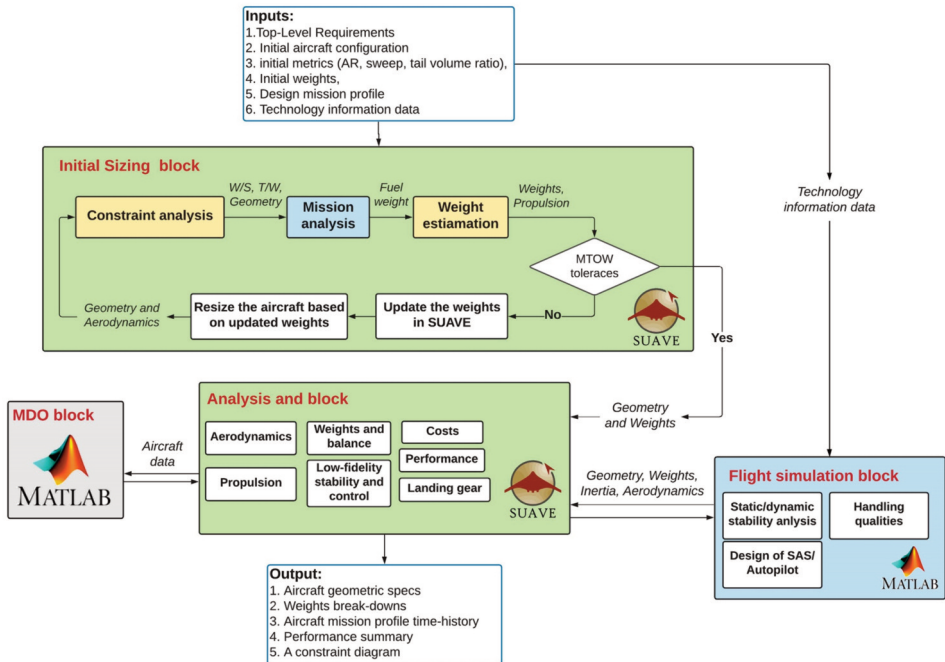 Inputs:
1.Top-Level Requirements
2. Initial aircraft configuration
3. initial metrics (AR, sweep, tail volume ratio),
4. Initial weights,
5. Design mission profile
6. Technology information data
Initial Sizing block
W/S, T/W,
Geometry
Fuel
weight
Weights,
Propulsion
Constraint analysis
Mission
analysis
Weight
estiamation
MTOW
toleraces
Technology
information data
Geometry and
Aerodynamics
Resize the aircraft based
on updated weights
Update the weights
in SUAVE
No
SUAVE
Yes
MDO block
MATLAB
Aircraft
data
Analysis and block
Aerodynamics
Weights and
balance
Costs
Performance
Propulsion
Low-fidelity
stability and
control
Landing gear
SUAVE
Geometry
and Weights
Geometry, Weights,
Inertia, Aerodynamics
Flight simulation block
Static/dynamic
stability anlysis
Handling
qualities
Design of SAS/
Autopilot
MATLAB
Output:
1. Aircraft geometric specs
2. Weights break-downs
3. Aircraft mission profile time-history
4. Performance summary
5. A constraint diagram